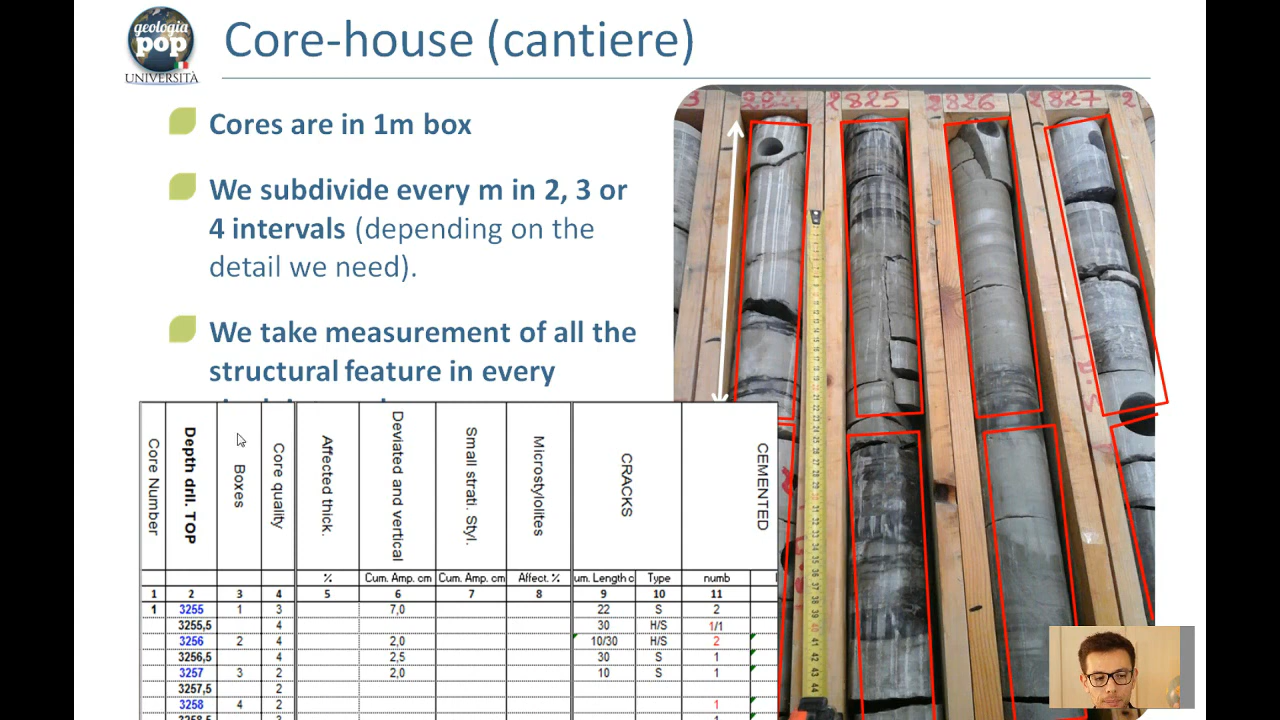 geologia
pop
UNIVERSITÀ
Core-house (cantiere)
Cores are in 1m box
We subdivide every m in 2, 3 or
4 intervals (depending on the
detail we need).
We take measurement of all the
structural feature in every
2825
2826
2827
2
Core Number
Depth dril. TOP
Boxes
Core quality
Affected thick.
Deviated and vertical
Small strati. Styl.
Microstylolites
CRACKS
CEMENTED
% Cum. Amp. cm Cum. Amp. cm Affect. % um. Length c Type numb
1 2 3 4 5 6 7 8 9 10 11
1 3255 1 3 7,0 22 S 2
3255,5 4 30 H/S 1/1
3256 2 4 2,0 10/30 H/S 2
3256,5 4 2,5 30 S 1
3257 3 2 2,0 10 S 1
3257,5 2
3258 4 2 1
3258,5